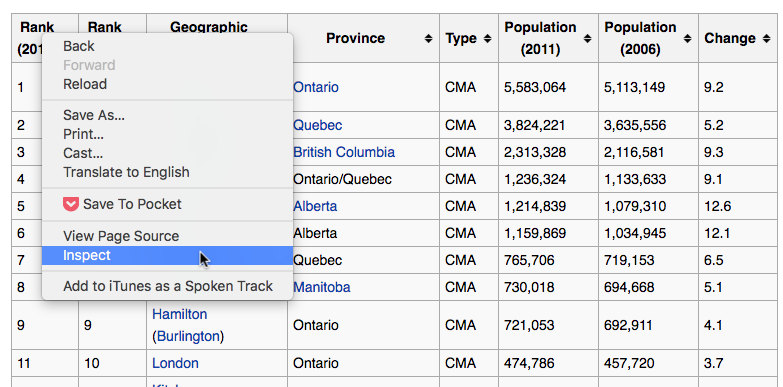 Rank Rank Geographic Province Type Population (2011) Population (2006) Change
(201
Back
Forward
Reload
Save As...
Print...
Cast...
Translate to English
Save To Pocket
View Page Source
Inspect
Add to iTunes as a Spoken Track
1 Ontario CMA 5,583,064 5,113,149 9.2
2 Quebec CMA 3,824,221 3,635,556 5.2
3 British Columbia CMA 2,313,328 2,116,581 9.3
4 Ontario/Quebec CMA 1,236,324 1,133,633 9.1
5 Alberta CMA 1,214,839 1,079,310 12.6
6 Alberta CMA 1,159,869 1,034,945 12.1
7 Quebec CMA 765,706 719,153 6.5
8 Manitoba CMA 730,018 694,668 5.1
9 9 Hamilton (Burlington) Ontario CMA 721,053 692,911 4.1
11 10 London Ontario CMA 474,786 457,720 3.7